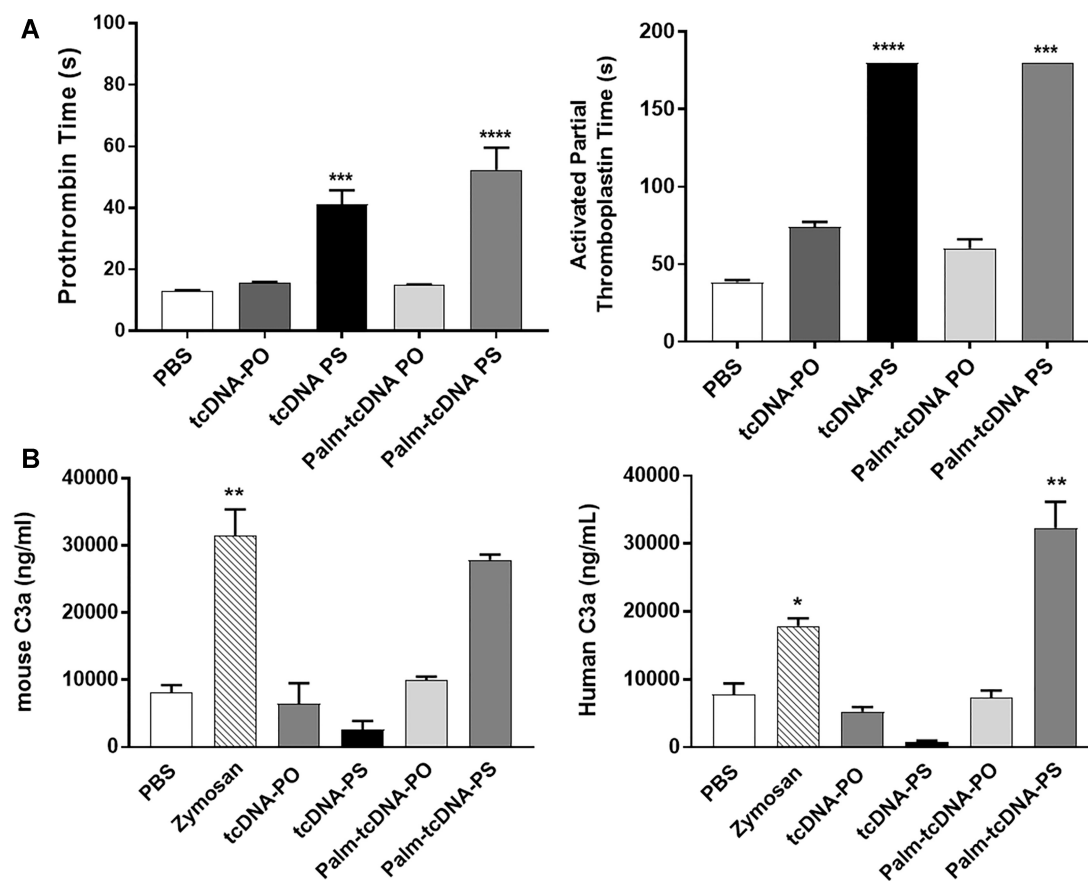 A
Prothrombin Time (s)
100
80
60
40
20
0
***
****
PBS
tcDNA-PO
tcDNA PS
Palm-tcDNA PO
Palm-tcDNA PS
Activated Partial
Thromboplastin Time (s)
200
150
100
50
0
****
***
PBS
tcDNA-PO
tcDNA-PS
Palm-tcDNA PO
Palm-tcDNA PS
B
mouse C3a (ng/ml)
40000
30000
20000
10000
0
**
PBS
Zymosan
tcDNA-PO
tcDNA-PS
Palm-tcDNA-PO
Palm-tcDNA-PS
Human C3a (ng/mL)
40000
30000
20000
10000
0
*
**
PBS
Zymosan
tcDNA-PO
tcDNA-PS
Palm-tcDNA-PO
Palm-tcDNA-PS